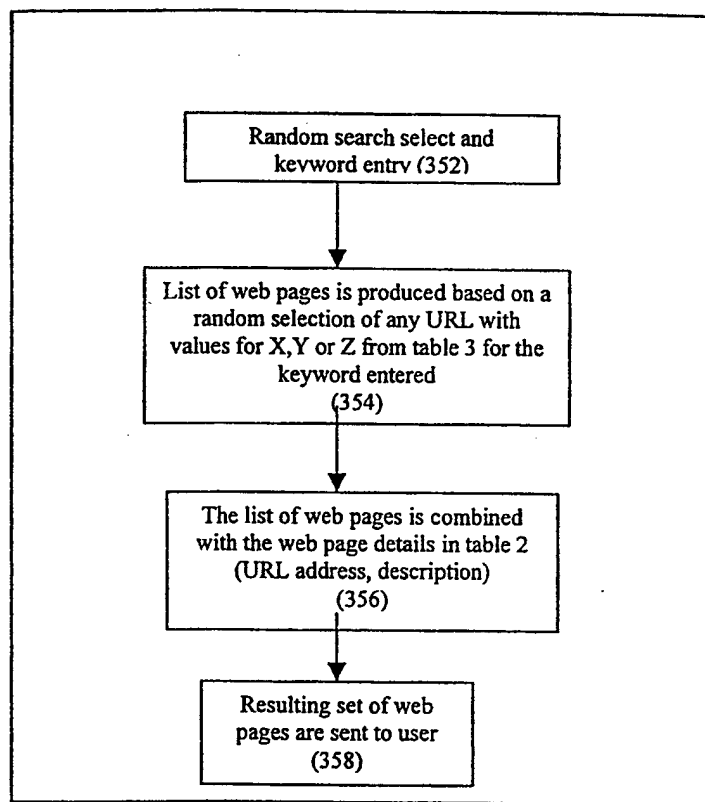 Random search select and
keyword entry (352)
List of web pages is produced based on a
random selection of any URL with
values for X,Y or Z from table 3 for the
keyword entered
(354)
The list of web pages is combined
with the web page details in table 2
(URL address, description)
(356)
Resulting set of web
pages are sent to user
(358)